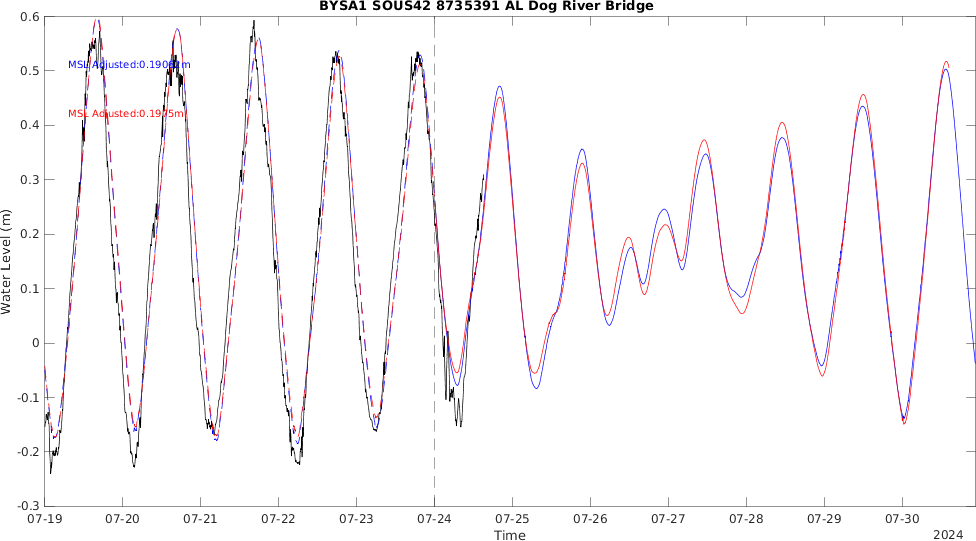 BYSA1 SOUS42 8735391 AL Dog River Bridge
0.6
0.5
0.4
0.3
0.2
0.1
0
-0.1
-0.2
-0.3
Water Level (m)
MSL Adjusted:0.1906m
MSL Adjusted:0.1975m
07-19 07-20 07-21 07-22 07-23 07-24 07-25 07-26 07-27 07-28 07-29 07-30
Time
2024